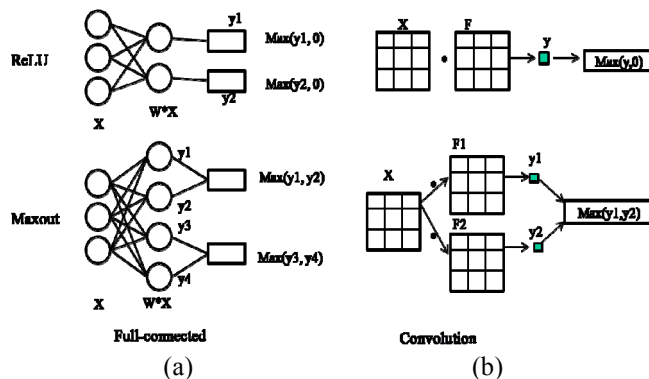 ReLU
y1
Max(y1, 0)
y2
Max(y2, 0)
X
W*X
X
F
y
Max(y,0)
Maxout
y1
y2
y3
y4
Max(y1, y2)
Max(y3, y4)
X
W*X
X
F1
F2
y1
y2
Max(y1,y2)
Full-connected
Convolution
(a)
(b)